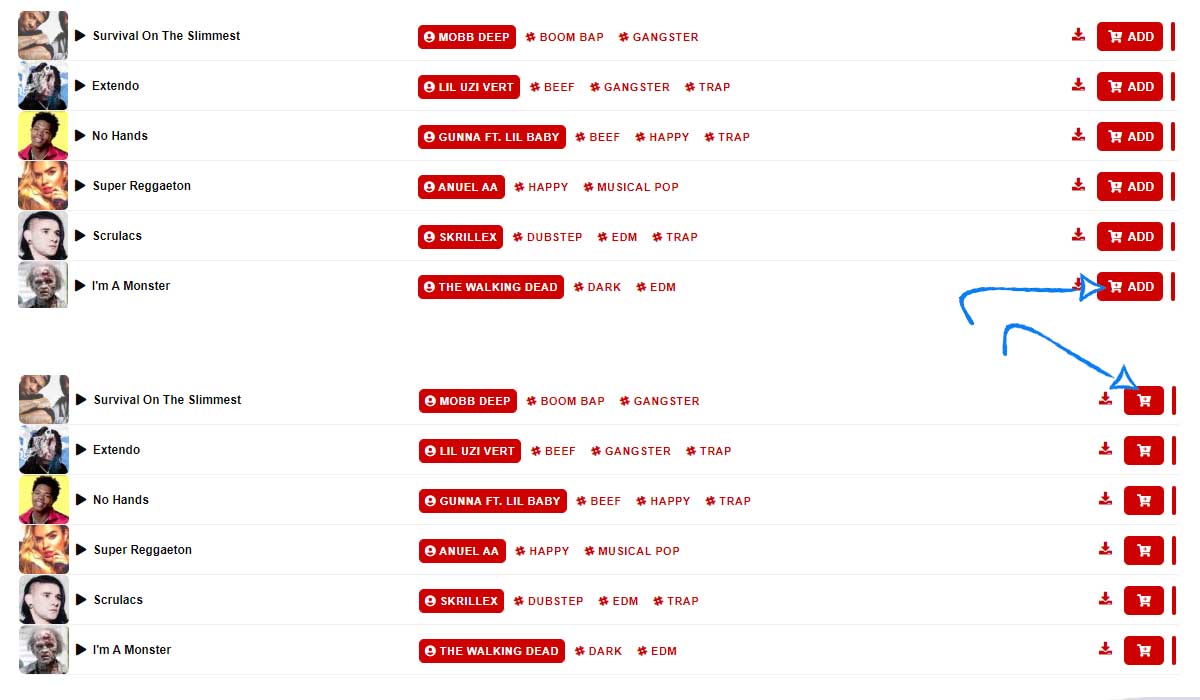 Survival On The Slimmest MOBB DEEP BOOM BAP GANGSTER ADD
Extendo LIL UZI VERT BEEF GANGSTER TRAP ADD
No Hands GUNNA FT. LIL BABY BEEF HAPPY TRAP ADD
Super Reggaeton ANUEL AA HAPPY MUSICAL POP ADD
Scrulacs SKRILLEX DUBSTEP EDM TRAP ADD
I'm A Monster THE WALKING DEAD DARK EDM ADD
Survival On The Slimmest MOBB DEEP BOOM BAP GANGSTER
Extendo LIL UZI VERT BEEF GANGSTER TRAP
No Hands GUNNA FT. LIL BABY BEEF HAPPY TRAP
Super Reggaeton ANUEL AA HAPPY MUSICAL POP
Scrulacs SKRILLEX DUBSTEP EDM TRAP
I'm A Monster THE WALKING DEAD DARK EDM